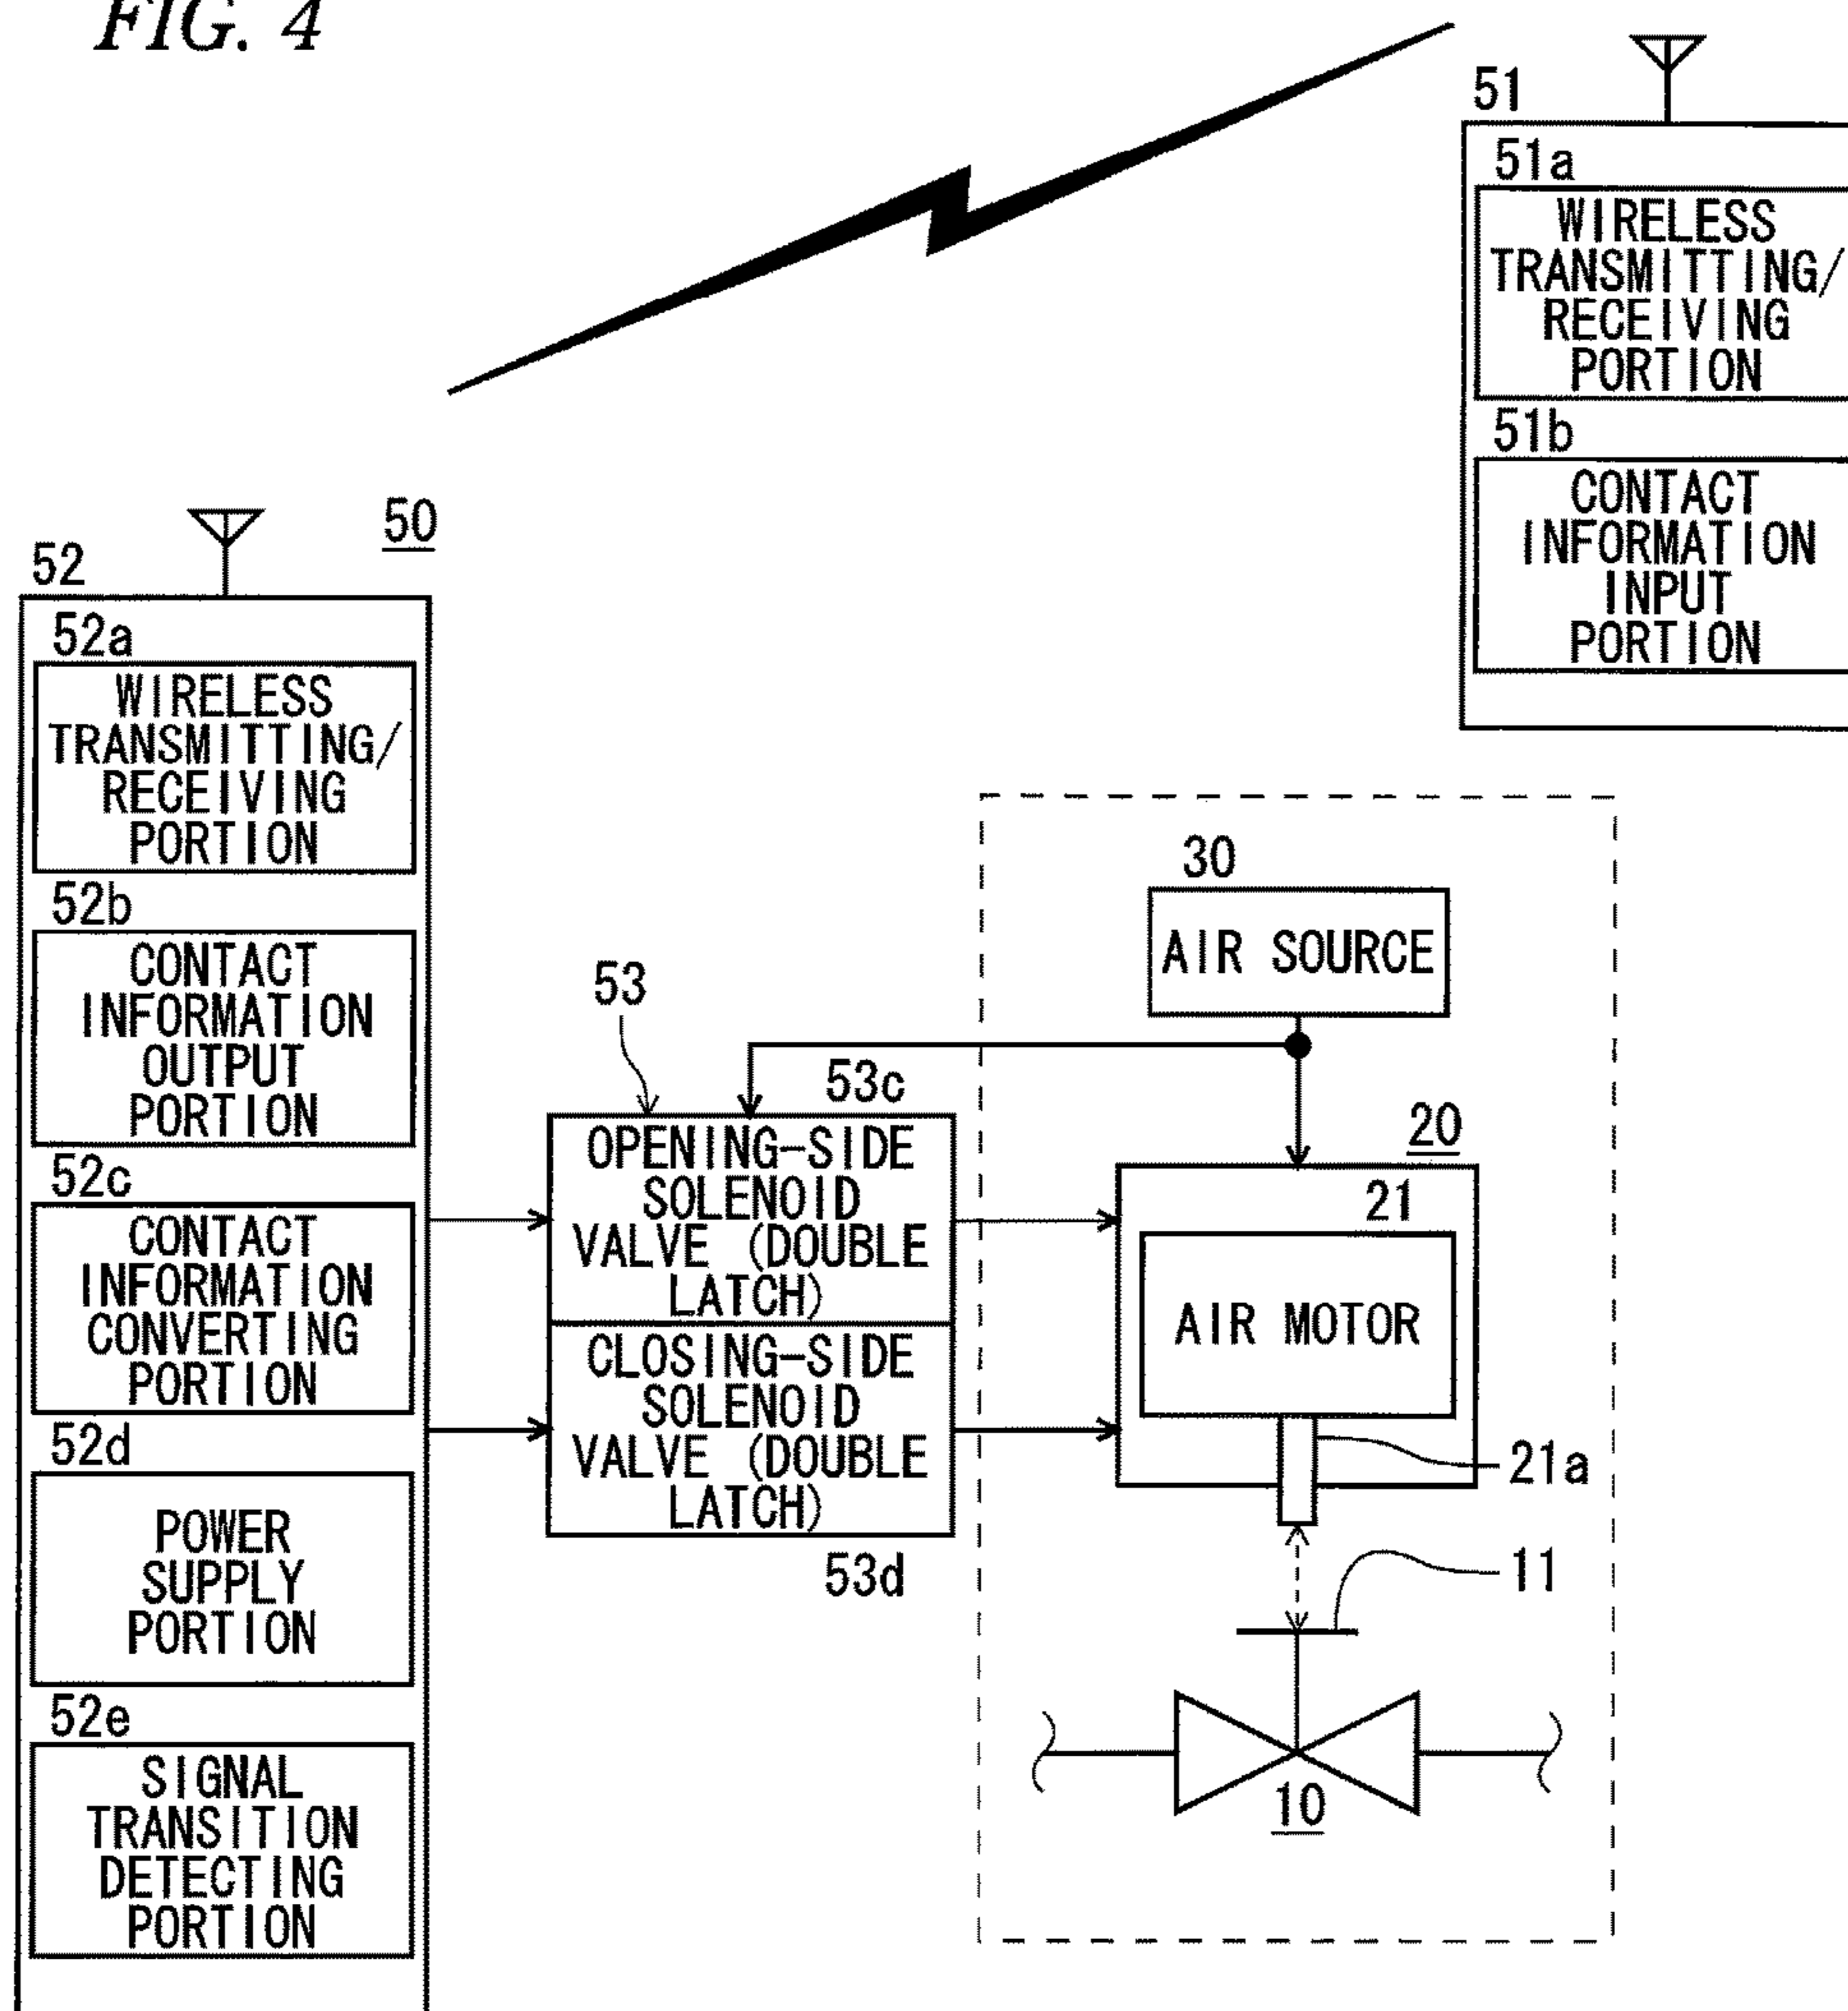 FIG. 4
51
51a
WIRELESS
TRANSMITTING/
RECEIVING
PORTION
51b
CONTACT
INFORMATION
INPUT
PORTION
50
52
52a
WIRELESS
TRANSMITTING/
RECEIVING
PORTION
52b
CONTACT
INFORMATION
OUTPUT
PORTION
52c
CONTACT
INFORMATION
CONVERTING
PORTION
52d
POWER
SUPPLY
PORTION
52e
SIGNAL
TRANSITION
DETECTING
PORTION
53
53c
OPENING-SIDE
SOLENOID
VALVE (DOUBLE
LATCH)
CLOSING-SIDE
SOLENOID
VALVE (DOUBLE
LATCH)
53d
30
AIR SOURCE
20
21
AIR MOTOR
21a
11
10